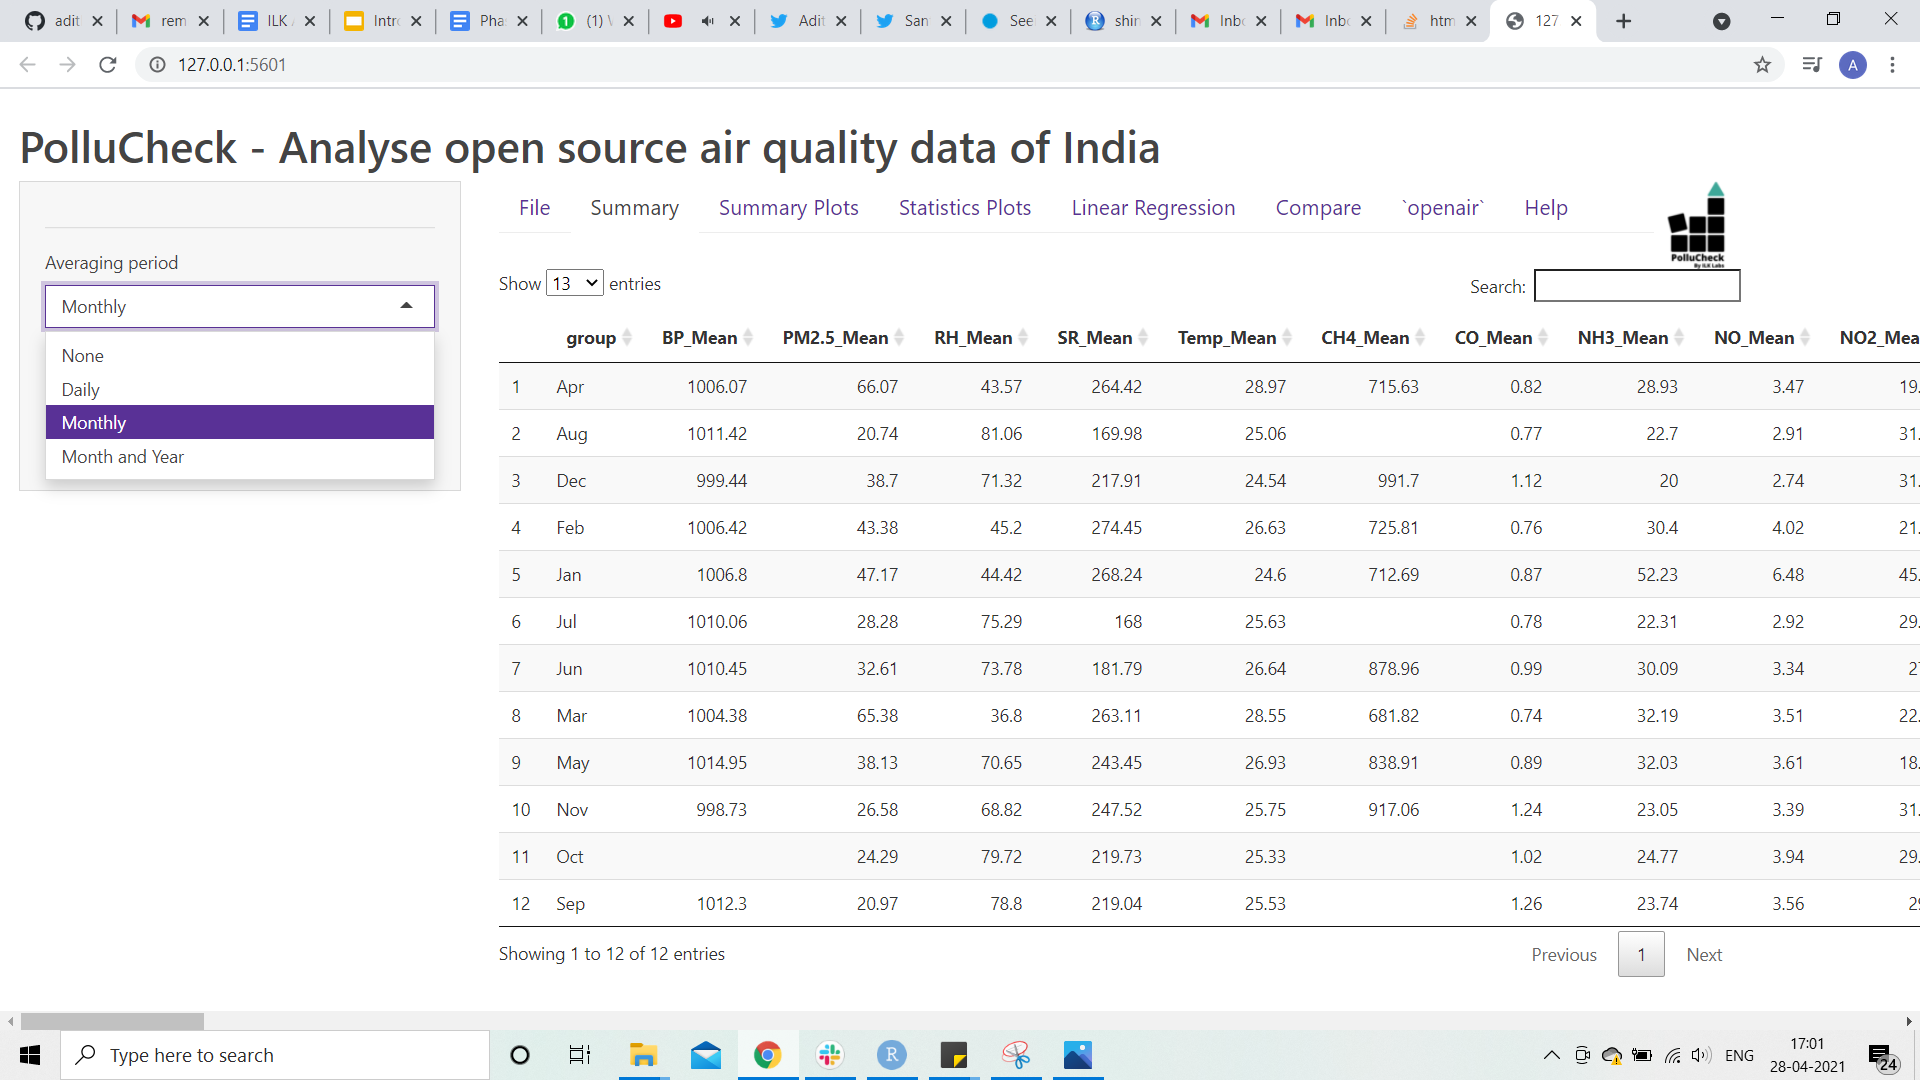 adit rem ILK Intro Phas (1) W Adit San See shin Inbo Inbo htm 127
127.0.0.1:5601 A
PolluCheck - Analyse open source air quality data of India
File Summary Summary Plots Statistics Plots Linear Regression Compare `openair` Help
PolluCheck
By ILK Labs
Averaging period
Monthly
None
Daily
Monthly
Month and Year
Show 13 entries Search:
group BP_Mean PM2.5_Mean RH_Mean SR_Mean Temp_Mean CH4_Mean CO_Mean NH3_Mean NO_Mean NO2_Mea
1 Apr 1006.07 66.07 43.57 264.42 28.97 715.63 0.82 28.93 3.47 19.
2 Aug 1011.42 20.74 81.06 169.98 25.06 0.77 22.7 2.91 31.
3 Dec 999.44 38.7 71.32 217.91 24.54 991.7 1.12 20 2.74 31.
4 Feb 1006.42 43.38 45.2 274.45 26.63 725.81 0.76 30.4 4.02 21.
5 Jan 1006.8 47.17 44.42 268.24 24.6 712.69 0.87 52.23 6.48 45.
6 Jul 1010.06 28.28 75.29 168 25.63 0.78 22.31 2.92 29.
7 Jun 1010.45 32.61 73.78 181.79 26.64 878.96 0.99 30.09 3.34 27
8 Mar 1004.38 65.38 36.8 263.11 28.55 681.82 0.74 32.19 3.51 22.
9 May 1014.95 38.13 70.65 243.45 26.93 838.91 0.89 32.03 3.61 18.
10 Nov 998.73 26.58 68.82 247.52 25.75 917.06 1.24 23.05 3.39 31.
11 Oct 24.29 79.72 219.73 25.33 1.02 24.77 3.94 29.
12 Sep 1012.3 20.97 78.8 219.04 25.53 1.26 23.74 3.56 29
Showing 1 to 12 of 12 entries Previous 1 Next
Type here to search R ENG 17:01
28-04-2021 24